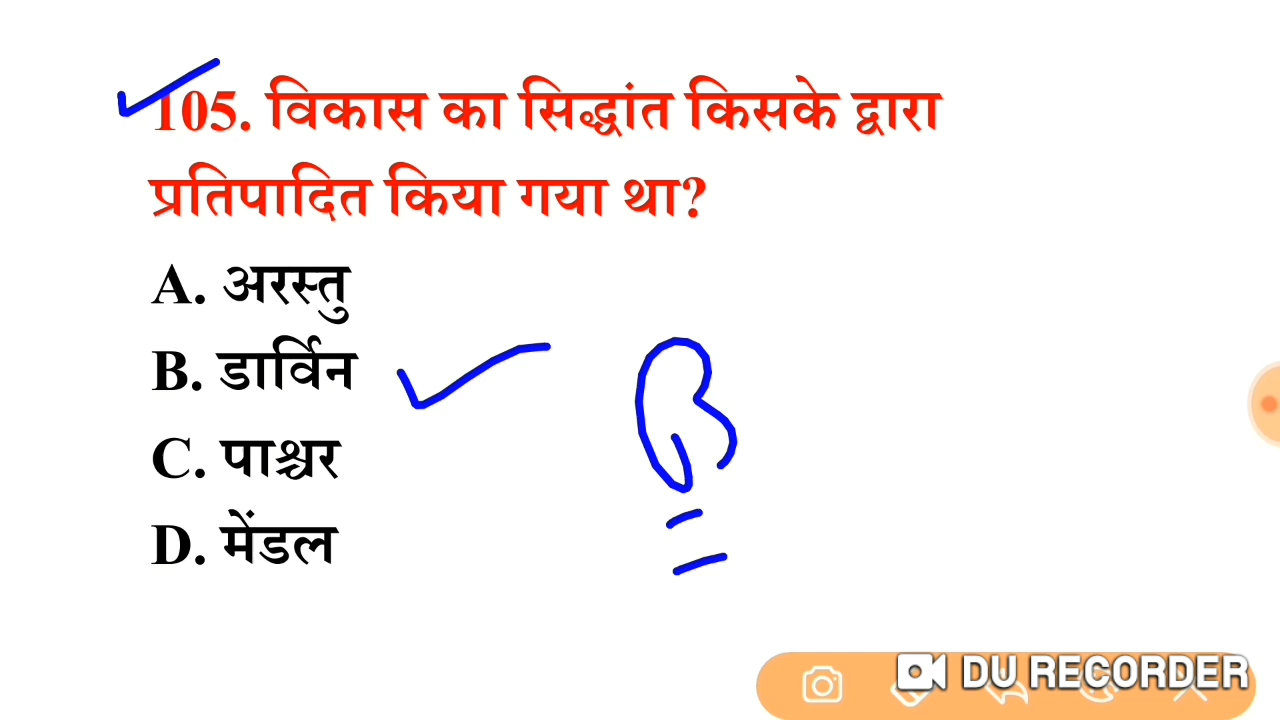 105. विकास का सिद्धांत किसके द्वारा
प्रतिपादित किया गया था?
A. अरस्तु
B. डार्विन
C. पाश्चर
D. मेंडल
B
DU RECORDER